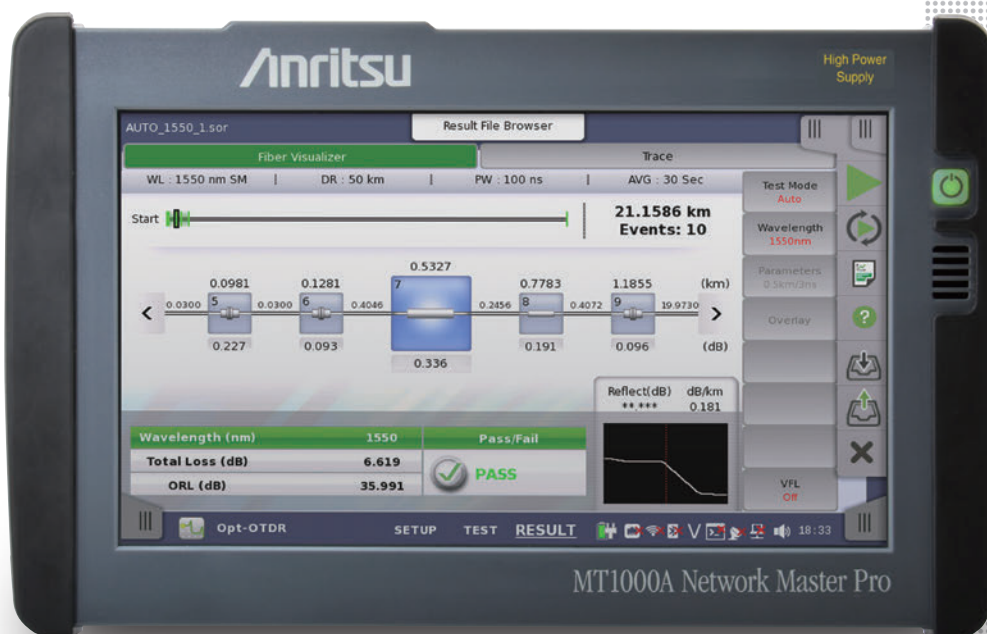 Anritsu
High Power
Supply
AUTO_1550_1.sor
Result File Browser
Fiber Visualizer
Trace
WL : 1550 nm SM | DR : 50 km | PW : 100 ns | AVG : 30 Sec
Start
21.1586 km
Events: 10
0.0981 0.1281 0.5327 0.7783 1.1855 (km)
0.0300 5 0.0300 6 0.4046 7 0.2456 8 0.4072 9 19.9730
0.227 0.093 0.336 0.191 0.096 (dB)
Reflect(dB) dB/km
**.*** 0.181
Wavelength (nm) 1550 Pass/Fail
Total Loss (dB) 6.619
PASS
ORL (dB) 35.991
Test Mode
Auto
Wavelength
1550nm
Parameters
0.5km/3ns
Overlay
VFL
Off
Opt-OTDR
SETUP TEST RESULT
V
18:33
MT1000A Network Master Pro